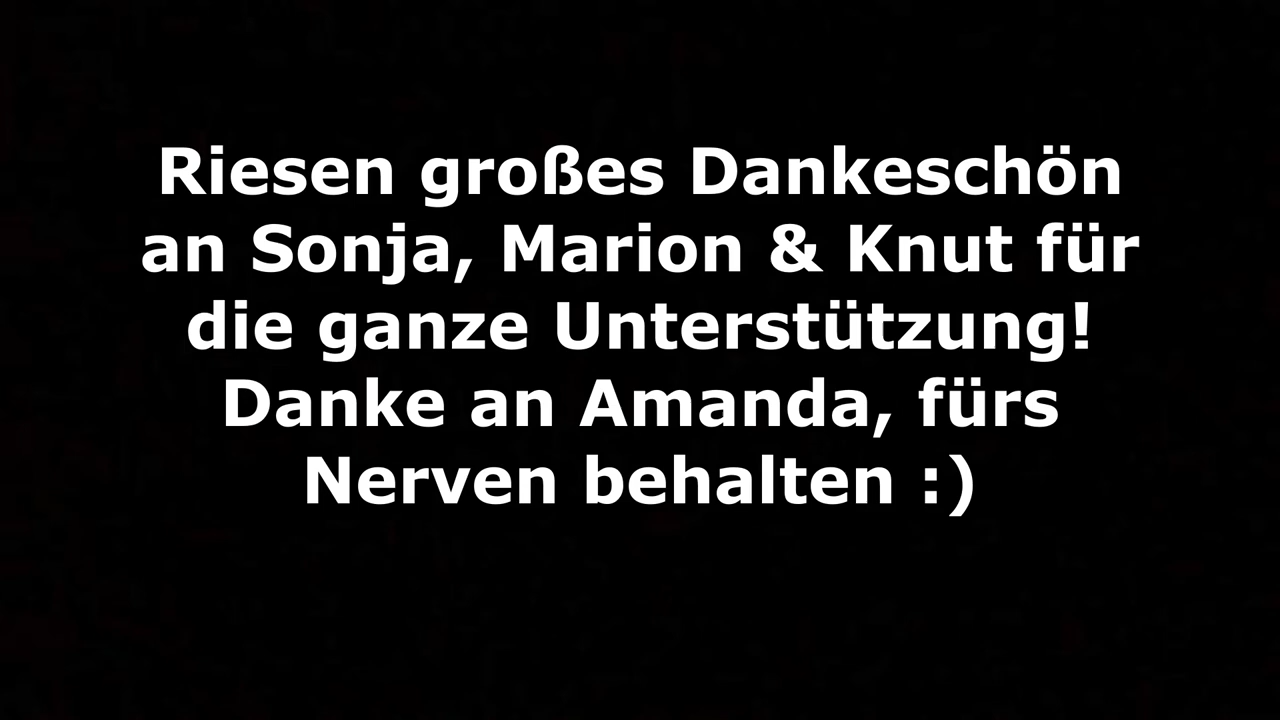 Riesen großes Dankeschön
an Sonja, Marion & Knut für
die ganze Unterstützung!
Danke an Amanda, fürs
Nerven behalten :)